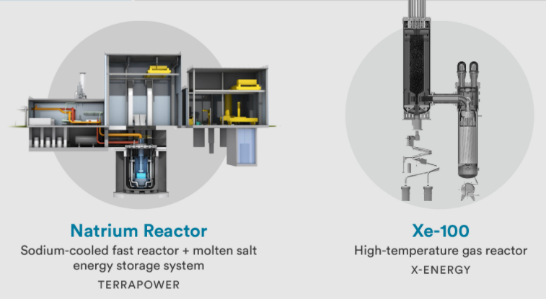 Natrium Reactor
Sodium-cooled fast reactor + molten salt
energy storage system
TERRAPOWER
Xe-100
High-temperature gas reactor
X-ENERGY